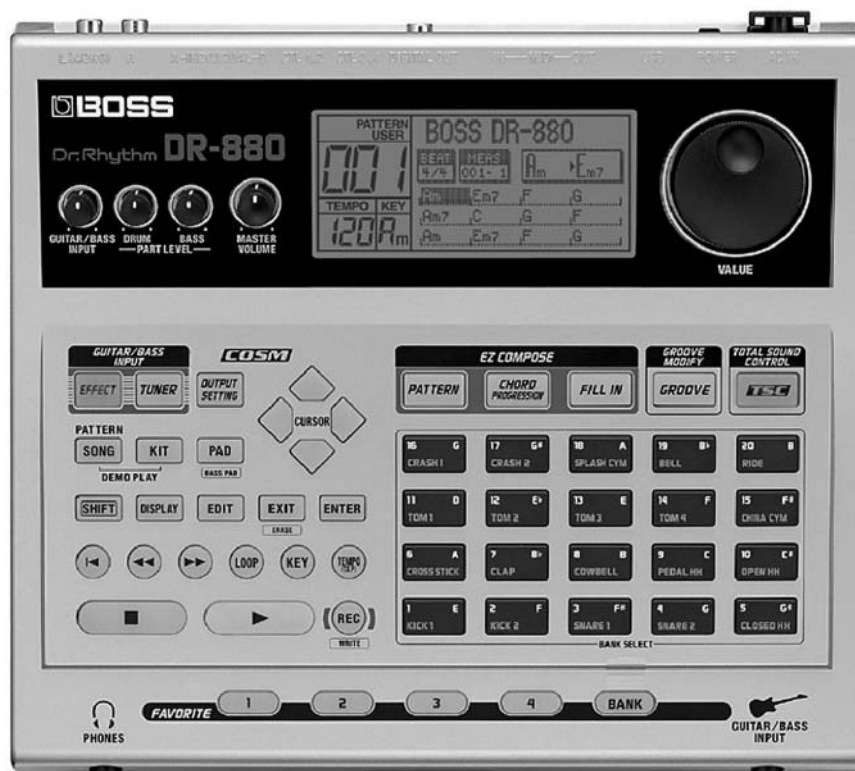 BOSS
Dr.Rhythm DR-880
GUITAR/BASS INPUT
DRUM
BASS
PART LEVEL
MASTER VOLUME
PATTERN
USER
001
TEMPO
KEY
120
Am
BOSS DR-880
BEAT
4/4
MEAS
001- 1
Am
Em7
Am Em7 F G
Am7 C G F
Am Em7 F G
VALUE
GUITAR/BASS INPUT
COSM
EFFECT
TUNER
OUTPUT SETTING
CURSOR
PATTERN
SONG
KIT
PAD
DEMO PLAY
BASS PAD
SHIFT
DISPLAY
EDIT
EXIT
ENTER
ERASE
LOOP
KEY
TEMPO
REC
WRITE
EZ COMPOSE
GROOVE MODIFY
TOTAL SOUND CONTROL
PATTERN
CHORD PROGRESSION
FILL IN
GROOVE
TSC
16 G CRASH 1
17 G# CRASH 2
18 A SPLASH CYM
19 B♭ BELL
20 B RIDE
11 D TOM 1
12 E♭ TOM 2
13 E TOM 3
14 F TOM 4
15 F# CHINA CYM
6 A CROSS STICK
7 B♭ CLAP
8 B COWBELL
9 C PEDAL HH
10 C# OPEN HH
1 E KICK 1
2 F KICK 2
3 F# SNARE 1
4 G SNARE 2
5 G# CLOSED HH
BANK SELECT
PHONES
FAVORITE
1
2
3
4
BANK
GUITAR/BASS INPUT